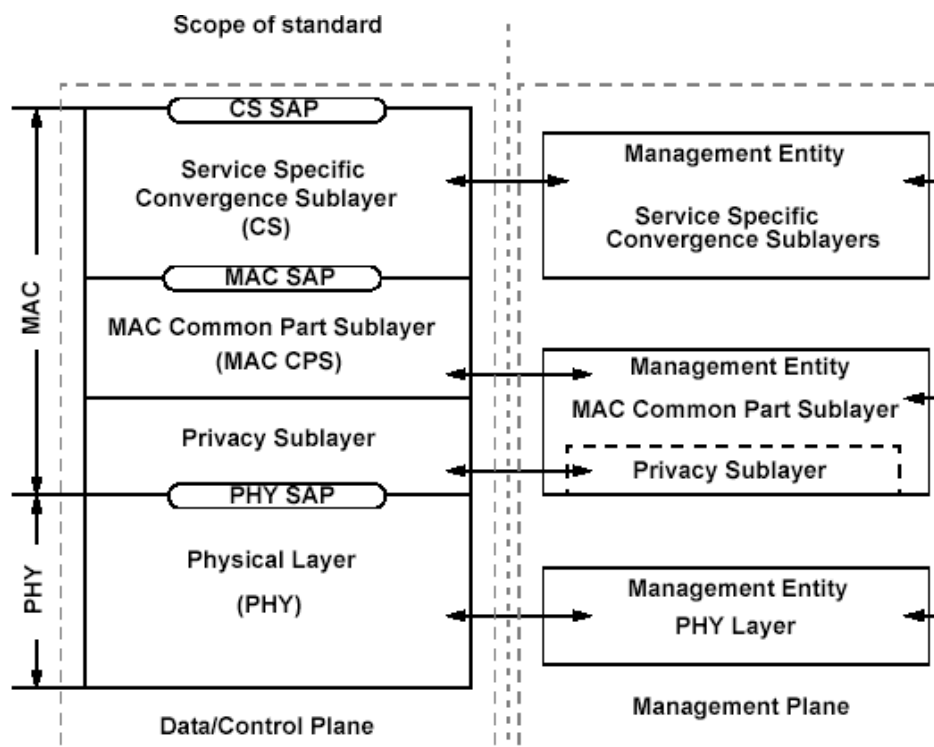 Scope of standard
CS SAP
Service Specific
Convergence Sublayer
(CS)
MAC SAP
MAC Common Part Sublayer
(MAC CPS)
Privacy Sublayer
PHY SAP
Physical Layer
(PHY)
Data/Control Plane
MAC
PHY
Management Entity
Service Specific
Convergence Sublayers
Management Entity
MAC Common Part Sublayer
Privacy Sublayer
Management Entity
PHY Layer
Management Plane